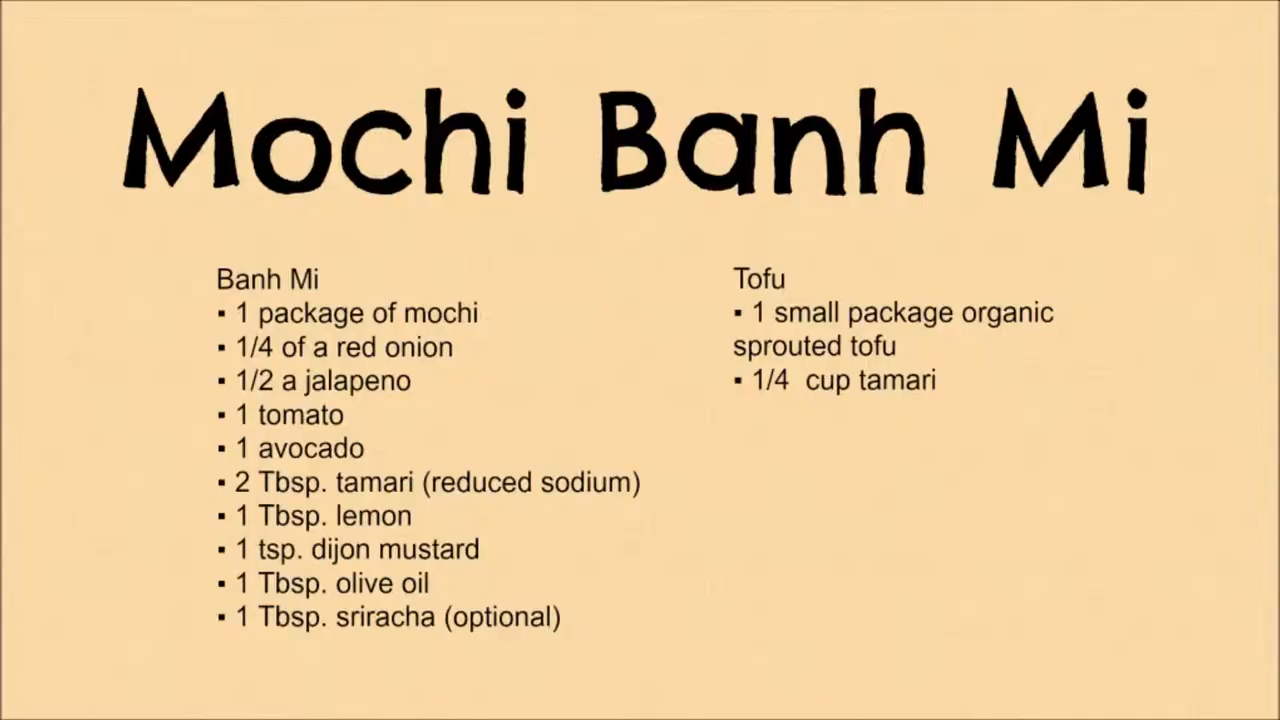 Mochi Banh Mi
Banh Mi
▪ 1 package of mochi
▪ 1/4 of a red onion
▪ 1/2 a jalapeno
▪ 1 tomato
▪ 1 avocado
▪ 2 Tbsp. tamari (reduced sodium)
▪ 1 Tbsp. lemon
▪ 1 tsp. dijon mustard
▪ 1 Tbsp. olive oil
▪ 1 Tbsp. sriracha (optional)
Tofu
▪ 1 small package organic
sprouted tofu
▪ 1/4  cup tamari